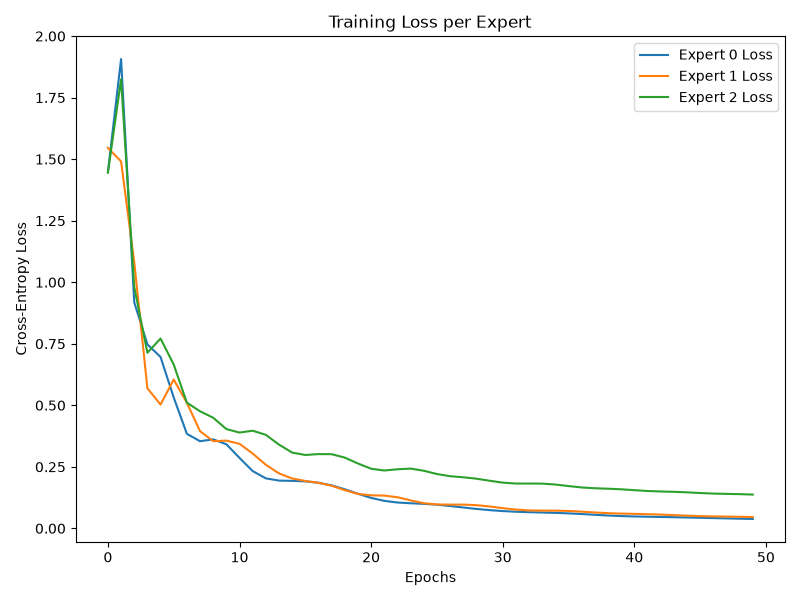 Training Loss per Expert
2.00
1.75
1.50
1.25
1.00
0.75
0.50
0.25
0.00
Cross-Entropy Loss
Expert 0 Loss
Expert 1 Loss
Expert 2 Loss
0 10 20 30 40 50
Epochs